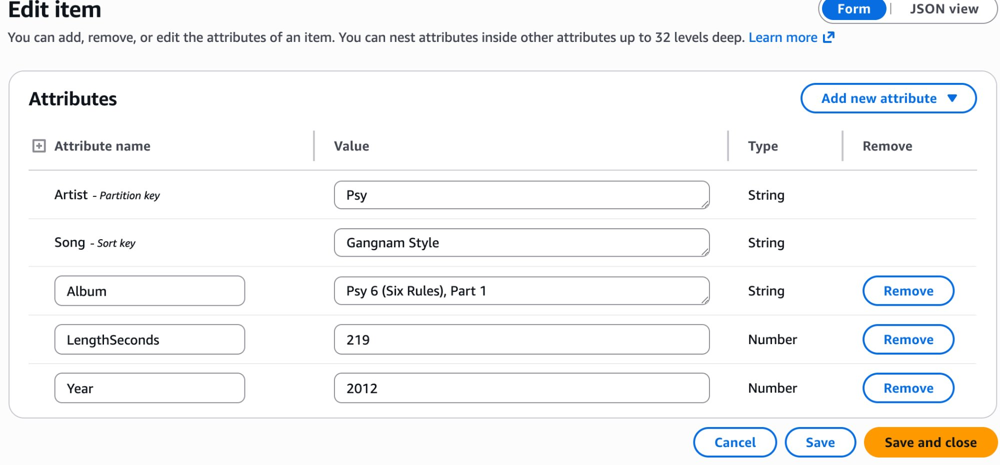 Edit item
Form | JSON view
You can add, remove, or edit the attributes of an item. You can nest attributes inside other attributes up to 32 levels deep. Learn more
Attributes
Add new attribute
Attribute name Value Type Remove
Artist - Partition key Psy String
Song - Sort key Gangnam Style String
Album Psy 6 (Six Rules), Part 1 String Remove
LengthSeconds 219 Number Remove
Year 2012 Number Remove
Cancel Save Save and close